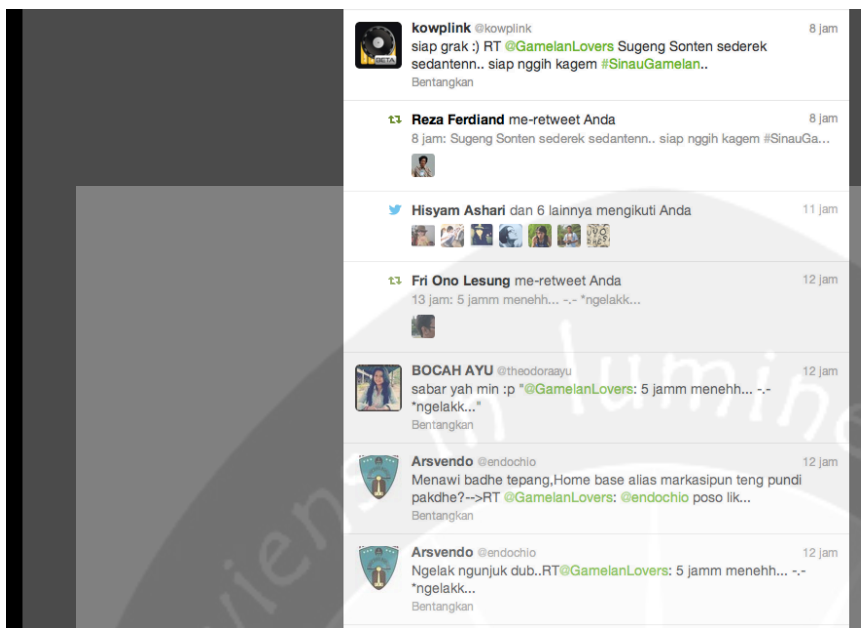 kowplink @kowplink 8 jam
siap grak :) RT @GamelanLovers Sugeng Sonten sederek
sedantenn.. siap nggih kagem #SinauGamelan..
Bentangkan
Reza Ferdiand me-retweet Anda 8 jam
8 jam: Sugeng Sonten sederek sedantenn.. siap nggih kagem #SinauGa...
Hisyam Ashari dan 6 lainnya mengikuti Anda 11 jam
Fri Ono Lesung me-retweet Anda 12 jam
13 jam: 5 jamm menehh... -.- *ngelakk...
BOCAH AYU @theodoraayu 12 jam
sabar yah min :p "@GamelanLovers: 5 jamm menehh... -.-
*ngelakk..."
Bentangkan
Arsvendo @endochio 12 jam
Menawi badhe tepang,Home base alias markasipun teng pundi
pakdhe?-->RT @GamelanLovers: @endochio poso lik...
Bentangkan
Arsvendo @endochio 12 jam
Ngelak ngunjuk dub..RT@GamelanLovers: 5 jamm menehh... -.-
*ngelakk...
Bentangkan
viens in lumine
BETA